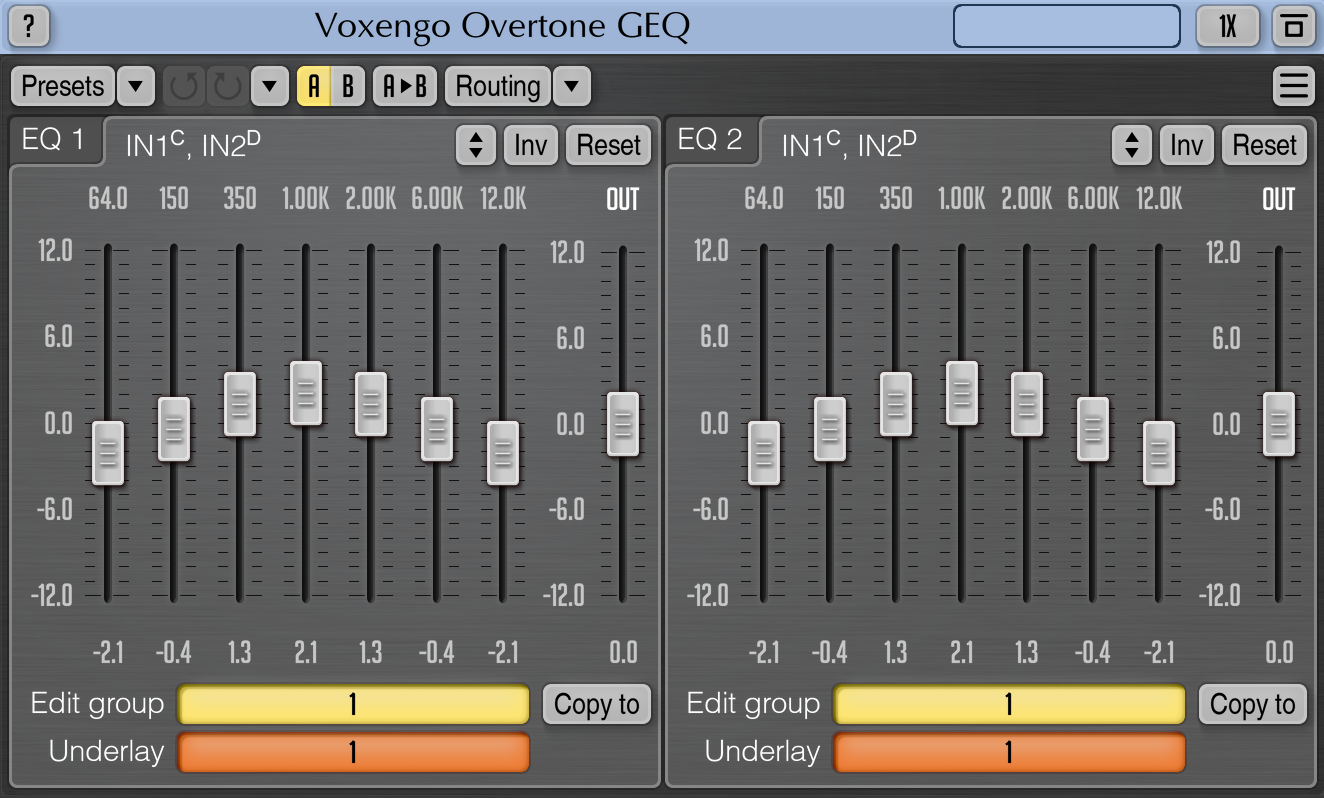 ? Voxengo Overtone GEQ 1X
Presets A B A►B Routing
EQ 1 IN1ᶜ, IN2ᴰ Inv Reset
64.0 150 350 1.00K 2.00K 6.00K 12.0K OUT
12.0 12.0
6.0 6.0
0.0 0.0
-6.0 -6.0
-12.0 -12.0
-2.1 -0.4 1.3 2.1 1.3 -0.4 -2.1 0.0
Edit group 1 Copy to
Underlay 1
EQ 2 IN1ᶜ, IN2ᴰ Inv Reset
64.0 150 350 1.00K 2.00K 6.00K 12.0K OUT
12.0 12.0
6.0 6.0
0.0 0.0
-6.0 -6.0
-12.0 -12.0
-2.1 -0.4 1.3 2.1 1.3 -0.4 -2.1 0.0
Edit group 1 Copy to
Underlay 1